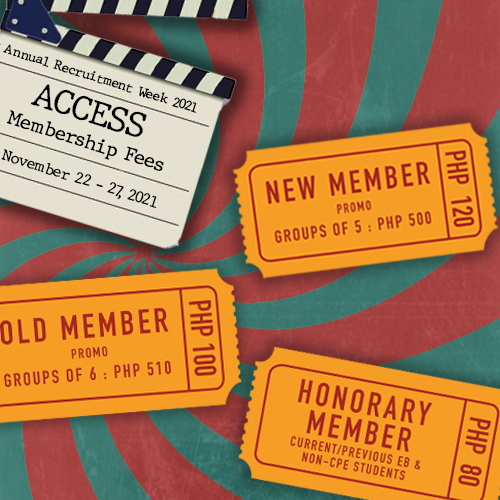 Annual Recruitment Week 2021
ACCESS
Membership Fees
November 22 - 27, 2021
NEW MEMBER
PROMO
GROUPS OF 5 : PHP 500
PHP 120
OLD MEMBER
PROMO
GROUPS OF 6 : PHP 510
PHP 100
HONORARY
MEMBER
CURRENT/PREVIOUS EB &
NON-CPE STUDENTS
PHP 80